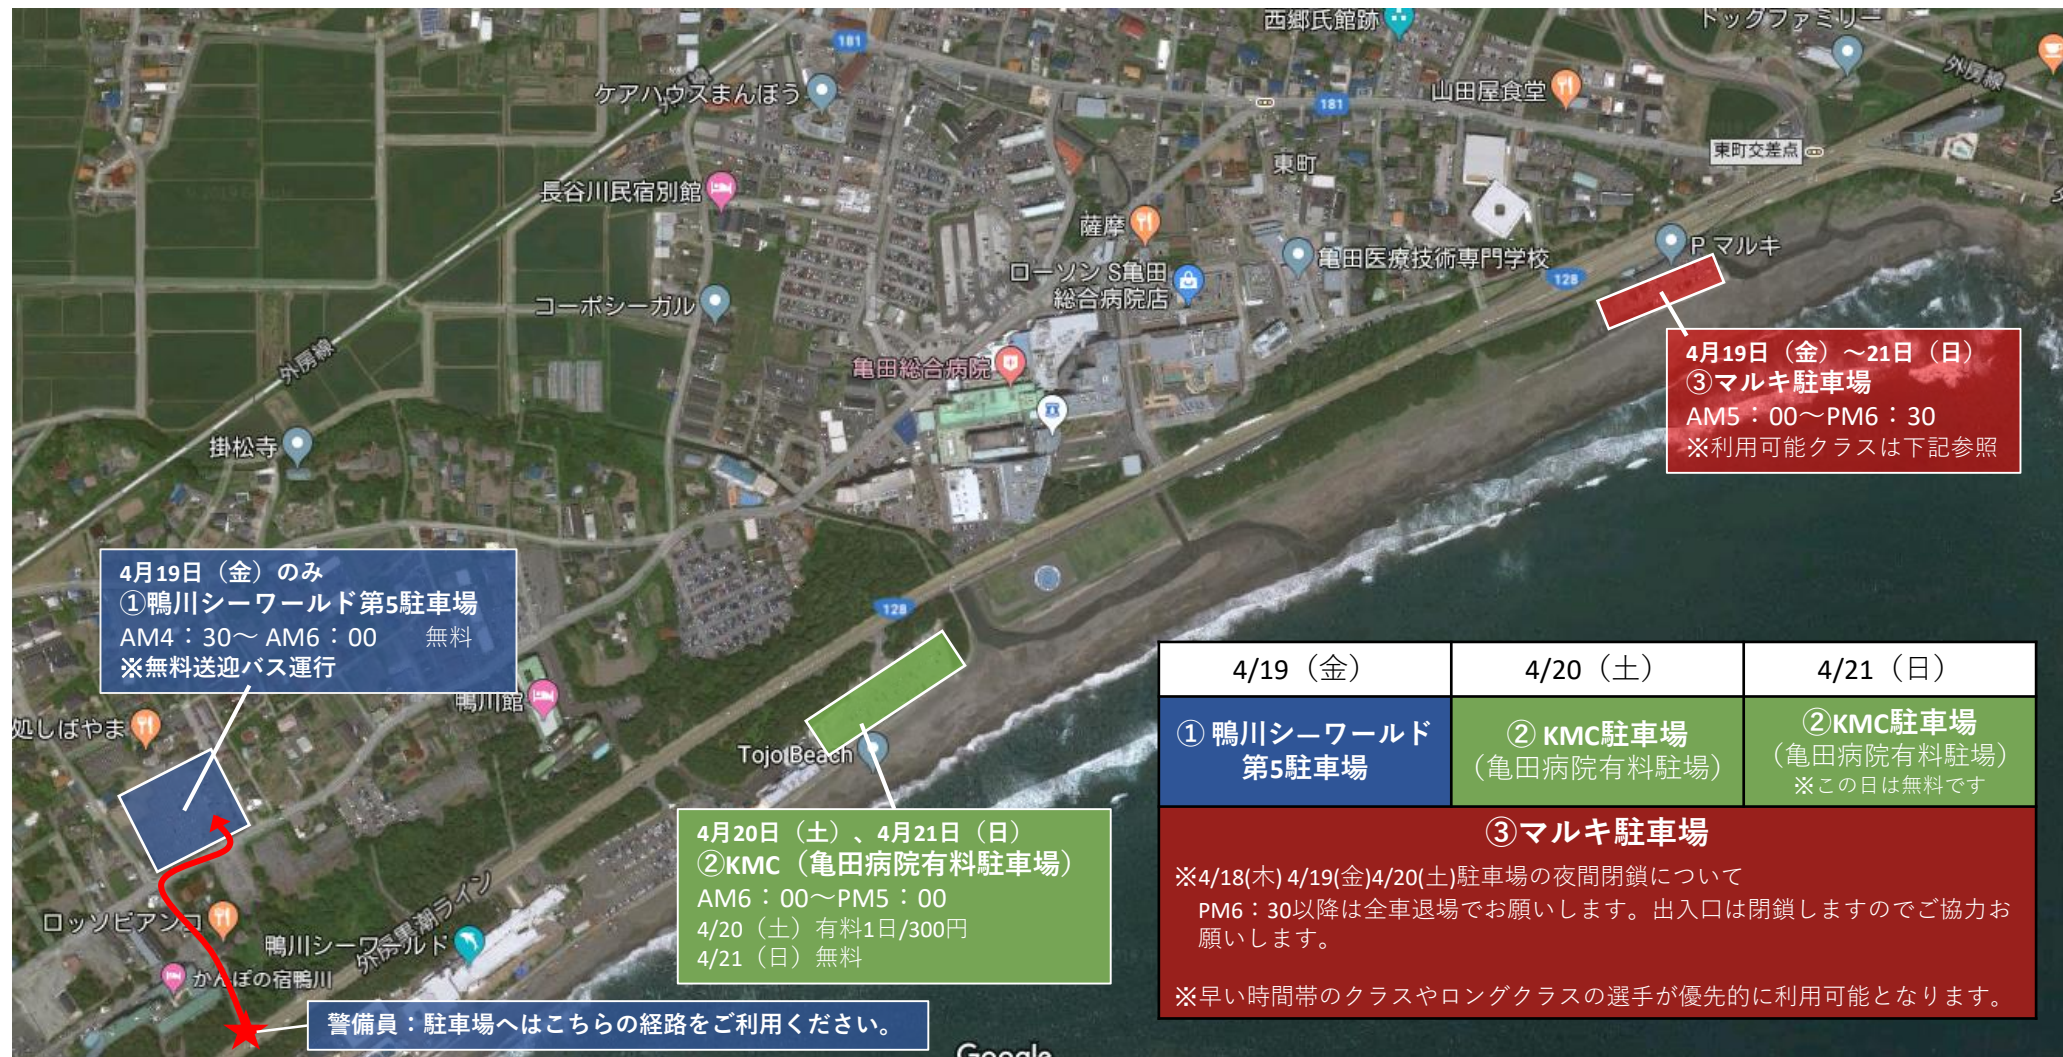 西郷氏館跡
ドッグファミリー
181
外房線
ケアハウスまんぼう
外房線
181
山田屋食堂
東町交差点
東町
長谷川民宿別館
薩摩
ローソン S亀田
総合病院店
亀田医療技術専門学校
P マルキ
128
コーポシーガル
外房線
亀田総合病院
掛松寺
4月19日（金）～21日（日）
③マルキ駐車場
AM5：00～PM6：30
※利用可能クラスは下記参照
4月19日（金）のみ
①鴨川シーワールド第5駐車場
AM4：30～ AM6：00 無料
※無料送迎バス運行
128
鴨川館
処しばやま
Tojo Beach
4月20日（土）、4月21日（日）
②KMC（亀田病院有料駐車場）
AM6：00～PM5：00
4/20（土）有料1日/300円
4/21（日）無料
4/19（金） 4/20（土） 4/21（日）
① 鴨川シーワールド
第5駐車場
② KMC駐車場
（亀田病院有料駐場）
②KMC駐車場
（亀田病院有料駐場）
※この日は無料です
③マルキ駐車場
※4/18(木) 4/19(金)4/20(土)駐車場の夜間閉鎖について
PM6：30以降は全車退場でお願いします。出入口は閉鎖しますのでご協力お
願いします。
※早い時間帯のクラスやロングクラスの選手が優先的に利用可能となります。
ロッソビアンコ
鴨川シーワールド
外房黒潮ライン
かんぽの宿鴨川
警備員：駐車場へはこちらの経路をご利用ください。
Google